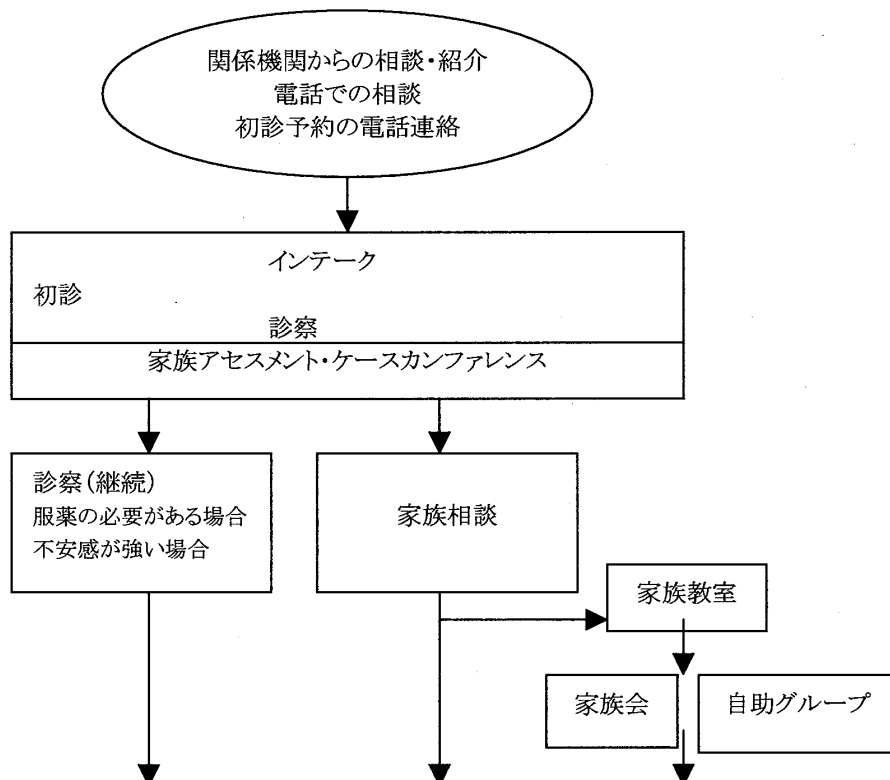 関係機関からの相談・紹介
電話での相談
初診予約の電話連絡
インテーク
初診
診察
家族アセスメント・ケースカンファレンス
診察(継続)
服薬の必要がある場合
不安感が強い場合
家族相談
家族教室
家族会
自助グループ